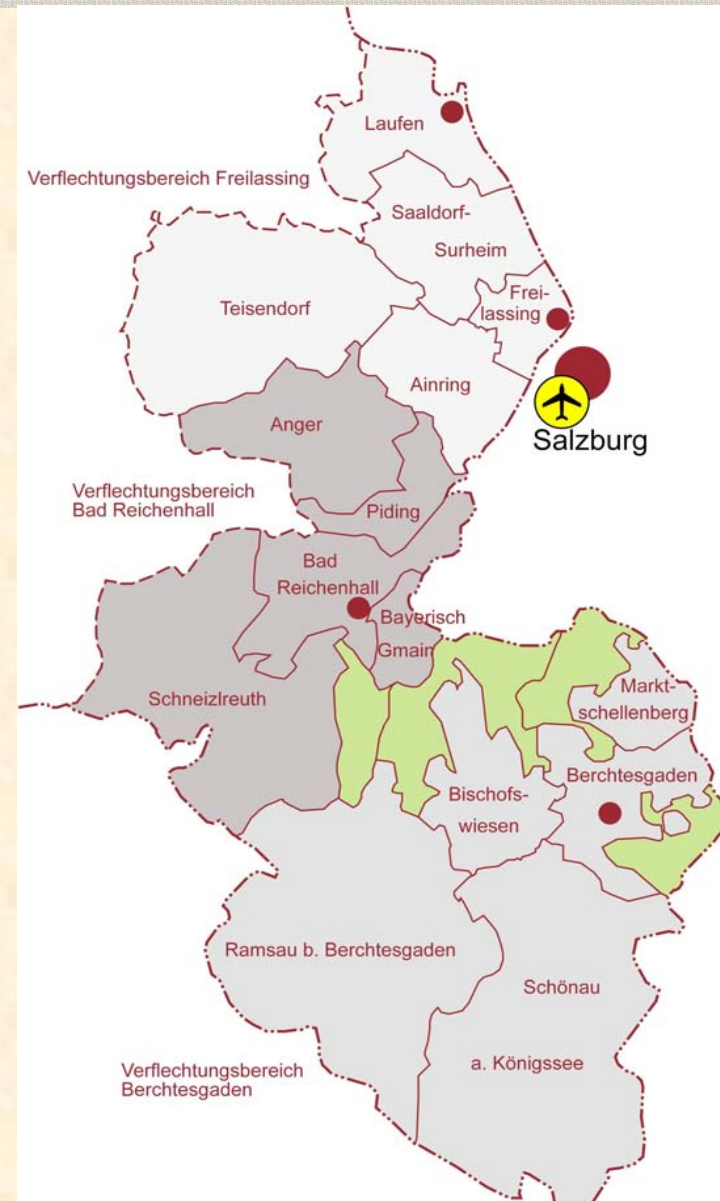 Laufen
Verflechtungsbereich Freilassing
Saaldorf-
Surheim
Teisendorf
Frei-
lassing
Ainring
Salzburg
Anger
Verflechtungsbereich
Bad Reichenhall
Piding
Bad
Reichenhall
Bayerisch
Gmain
Schneizlreuth
Markt-
schellenberg
Berchtesgaden
Bischofs-
wiesen
Ramsau b. Berchtesgaden
Schönau
a. Königssee
Verflechtungsbereich
Berchtesgaden